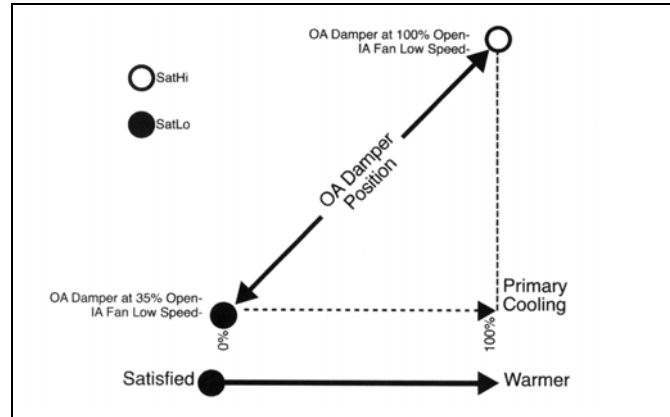 OA Damper at 100% Open-
IA Fan Low Speed-
SatHi
SatLo
OA Damper
Position
OA Damper at 35% Open-
IA Fan Low Speed-
Primary
Cooling
0%
100%
Satisfied
Warmer